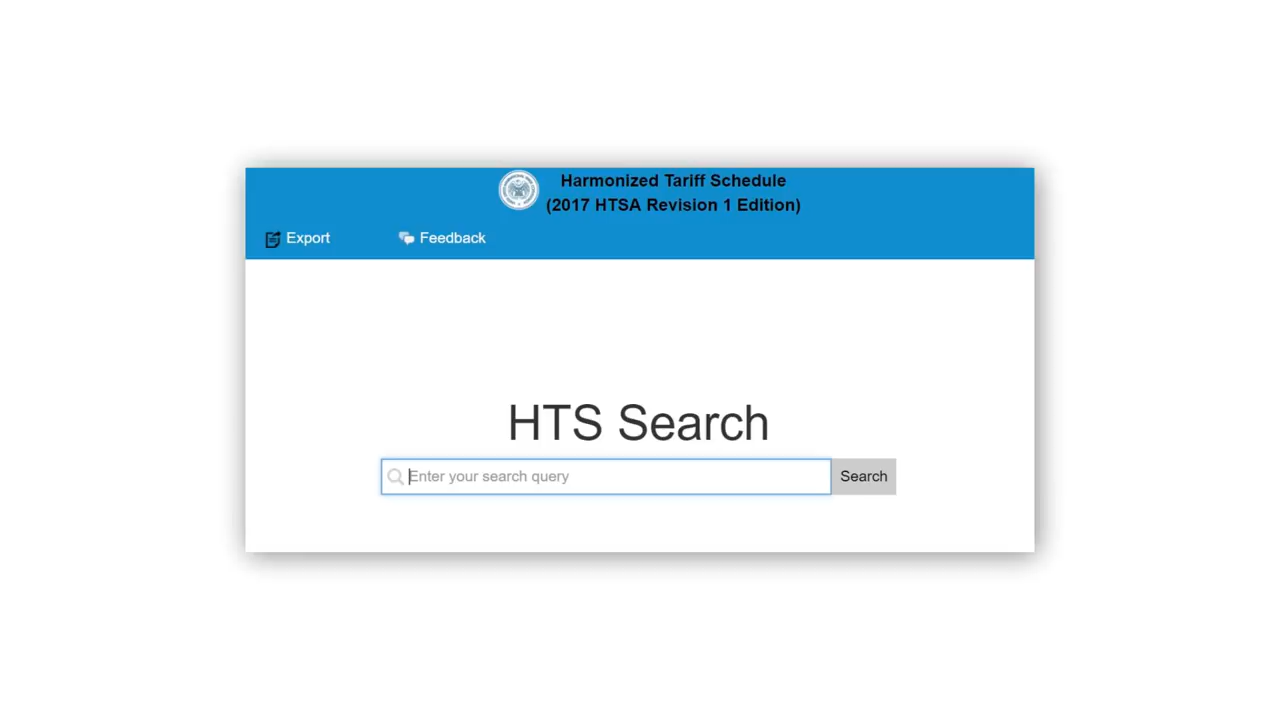 Harmonized Tariff Schedule
(2017 HTSA Revision 1 Edition)
Export Feedback
HTS Search
Enter your search query Search